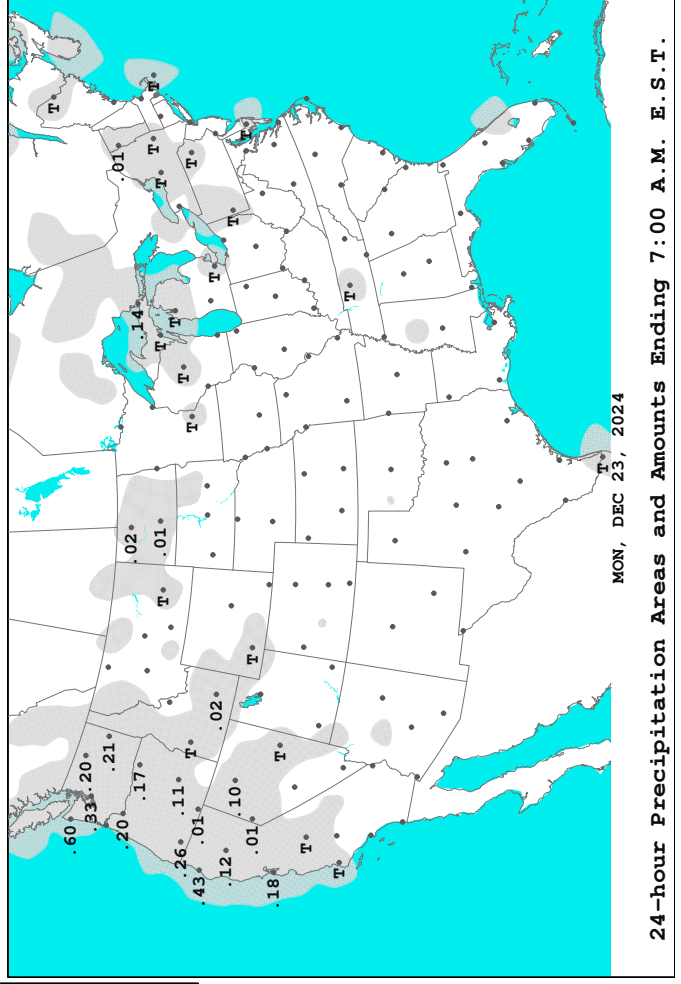 T
.60
.20
.33
.21
.01
.20
.02
.14
.17
T
T
.01
T
T
T
T
.11
.26
T
T
T
T
.43
.01
T
.02
.12
T
.10
T
.01
T
.18
T
T
T
T
T
MON, DEC 23, 2024
24-hour Precipitation Areas and Amounts Ending 7:00 A.M. E.S.T.